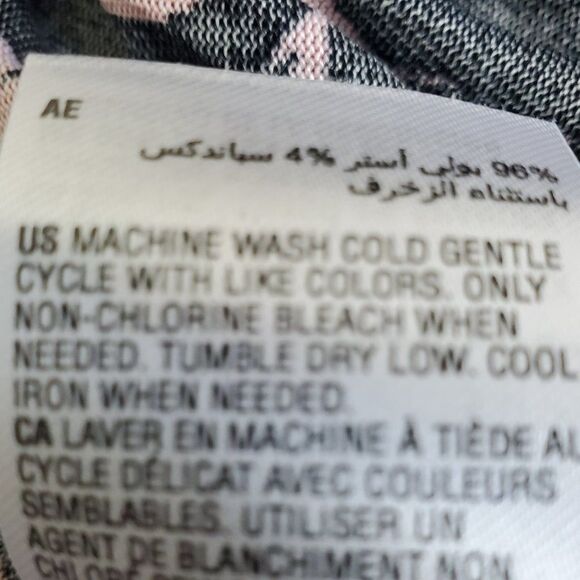 AE
96% بولي أستر 4% سباندكس
باستثناء الزخرف
US MACHINE WASH COLD GENTLE
CYCLE WITH LIKE COLORS. ONLY
NON-CHLORINE BLEACH WHEN
NEEDED. TUMBLE DRY LOW. COOL
IRON WHEN NEEDED.
CA LAVER EN MACHINE À TIÈDE AU
CYCLE DÉLICAT AVEC COULEURS
SEMBLABLES. UTILISER UN
AGENT DE BLANCHIMENT NON